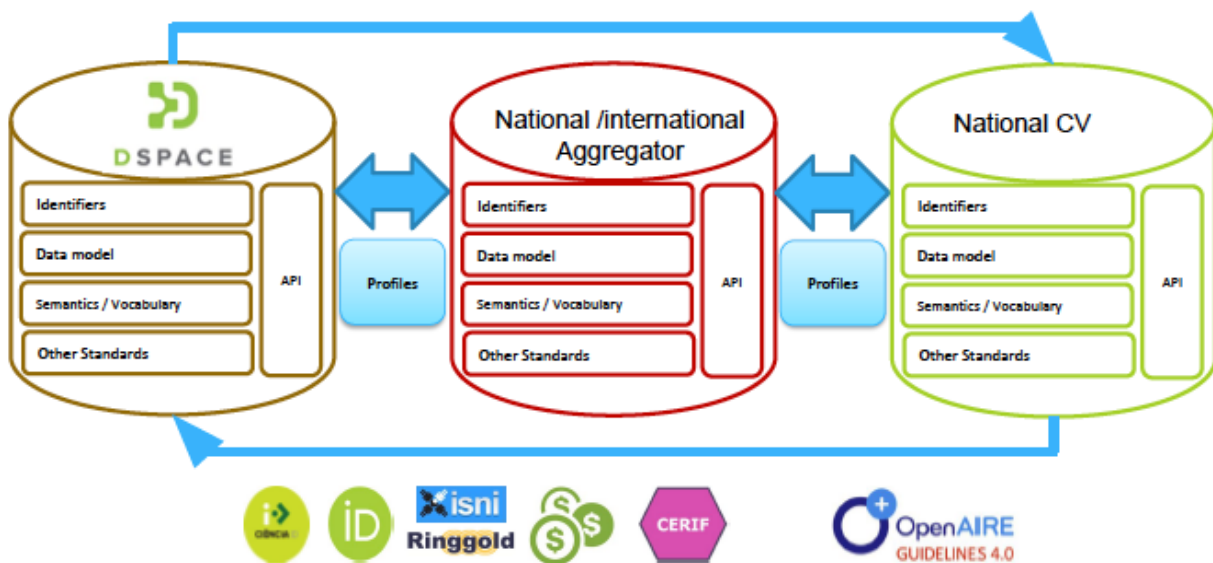 DSPACE
Identifiers
Data model
Semantics / Vocabulary
Other Standards
API
Profiles
National /international
Aggregator
Identifiers
Data model
Semantics / Vocabulary
Other Standards
API
Profiles
National CV
Identifiers
Data model
Semantics / Vocabulary
Other Standards
API
i
CIÊNCIA ID
iD
isni
Ringgold
$
$
$
CERIF
OpenAIRE
GUIDELINES 4.0